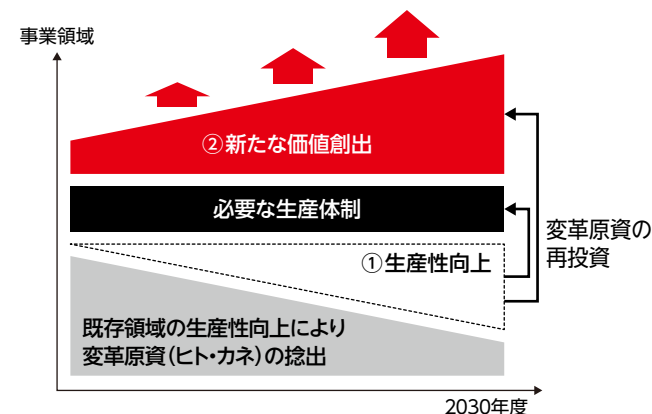 事業領域
②新たな価値創出
必要な生産体制
①生産性向上
変革原資の
再投資
既存領域の生産性向上により
変革原資(ヒト・カネ)の捻出
2030年度